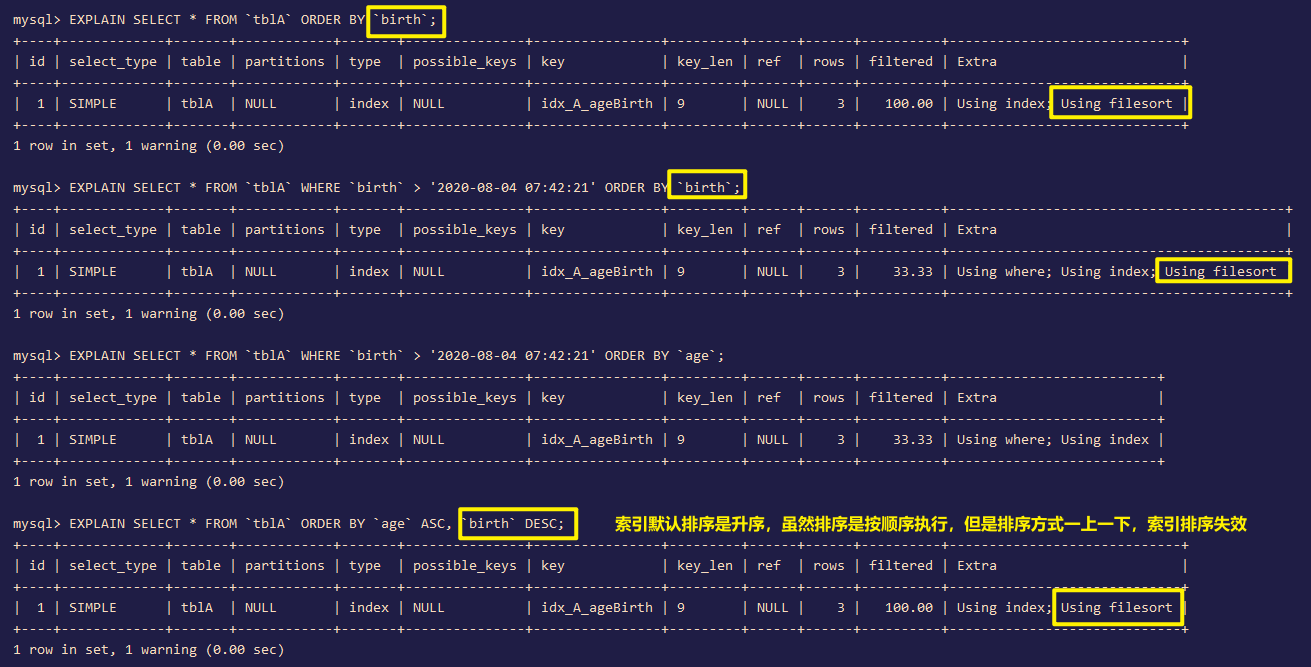 mysql> EXPLAIN SELECT * FROM `tblA` ORDER BY `birth`;
+----+-------------+-------+------------+-------+---------------+--------------+---------+------+------+----------+-----------------------------+
| id | select_type | table | partitions | type  | possible_keys | key          | key_len | ref  | rows | filtered | Extra                       |
+----+-------------+-------+------------+-------+---------------+--------------+---------+------+------+----------+-----------------------------+
|  1 | SIMPLE      | tblA  | NULL       | index | NULL          | idx_A_ageBirth | 9       | NULL |    3 |   100.00 | Using index; Using filesort |
+----+-------------+-------+------------+-------+---------------+--------------+---------+------+------+----------+-----------------------------+
1 row in set, 1 warning (0.00 sec)
mysql> EXPLAIN SELECT * FROM `tblA` WHERE `birth` > '2020-08-04 07:42:21' ORDER BY `birth`;
+----+-------------+-------+------------+-------+---------------+----------------+---------+------+------+----------+------------------------------------------+
| id | select_type | table | partitions | type  | possible_keys | key            | key_len | ref  | rows | filtered | Extra                                    |
+----+-------------+-------+------------+-------+---------------+----------------+---------+------+------+----------+------------------------------------------+
|  1 | SIMPLE      | tblA  | NULL       | index | NULL          | idx_A_ageBirth | 9       | NULL |    3 |    33.33 | Using where; Using index; Using filesort |
+----+-------------+-------+------------+-------+---------------+----------------+---------+------+------+----------+------------------------------------------+
1 row in set, 1 warning (0.00 sec)
mysql> EXPLAIN SELECT * FROM `tblA` WHERE `birth` > '2020-08-04 07:42:21' ORDER BY `age`;
+----+-------------+-------+------------+-------+---------------+----------------+---------+------+------+----------+--------------------------+
| id | select_type | table | partitions | type  | possible_keys | key            | key_len | ref  | rows | filtered | Extra                    |
+----+-------------+-------+------------+-------+---------------+----------------+---------+------+------+----------+--------------------------+
|  1 | SIMPLE      | tblA  | NULL       | index | NULL          | idx_A_ageBirth | 9       | NULL |    3 |    33.33 | Using where; Using index |
+----+-------------+-------+------------+-------+---------------+----------------+---------+------+------+----------+--------------------------+
1 row in set, 1 warning (0.00 sec)
mysql> EXPLAIN SELECT * FROM `tblA` ORDER BY `age` ASC, `birth` DESC; 索引默认排序是升序，虽然排序是按顺序执行，但是排序方式一上一下，索引排序失效
+----+-------------+-------+------------+-------+---------------+----------------+---------+------+------+----------+-----------------------------+
| id | select_type | table | partitions | type  | possible_keys | key            | key_len | ref  | rows | filtered | Extra                       |
+----+-------------+-------+------------+-------+---------------+----------------+---------+------+------+----------+-----------------------------+
|  1 | SIMPLE      | tblA  | NULL       | index | NULL          | idx_A_ageBirth | 9       | NULL |    3 |   100.00 | Using index; Using filesort |
+----+-------------+-------+------------+-------+---------------+----------------+---------+------+------+----------+-----------------------------+
1 row in set, 1 warning (0.00 sec)